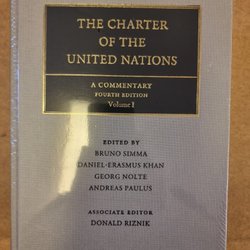 THE CHARTER
OF THE
UNITED NATIONS
A COMMENTARY
FOURTH EDITION
Volume I
EDITED BY
BRUNO SIMMA
DANIEL-ERASMUS KHAN
GEORG NOLTE
ANDREAS PAULUS
ASSOCIATE EDITOR
DONALD RIZNIK